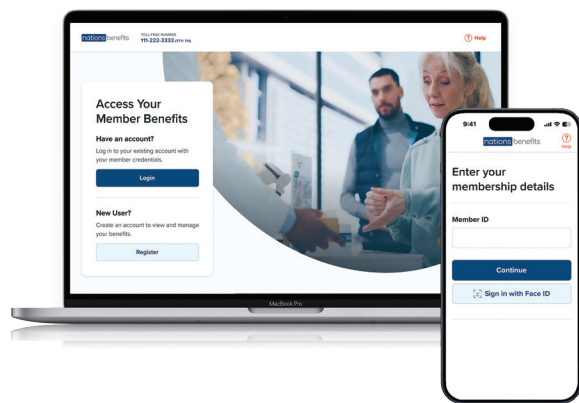 nations benefits
TOLL-FREE NUMBER
111-222-3333 (TTY 711)
Help
Access Your
Member Benefits
Have an account?
Log in to your existing account with
your member credentials.
Login
New User?
Create an account to view and manage
your benefits.
Register
MacBook Pro
9:41
nations benefits
Help
Enter your
membership details
Member ID
Continue
Sign in with Face ID